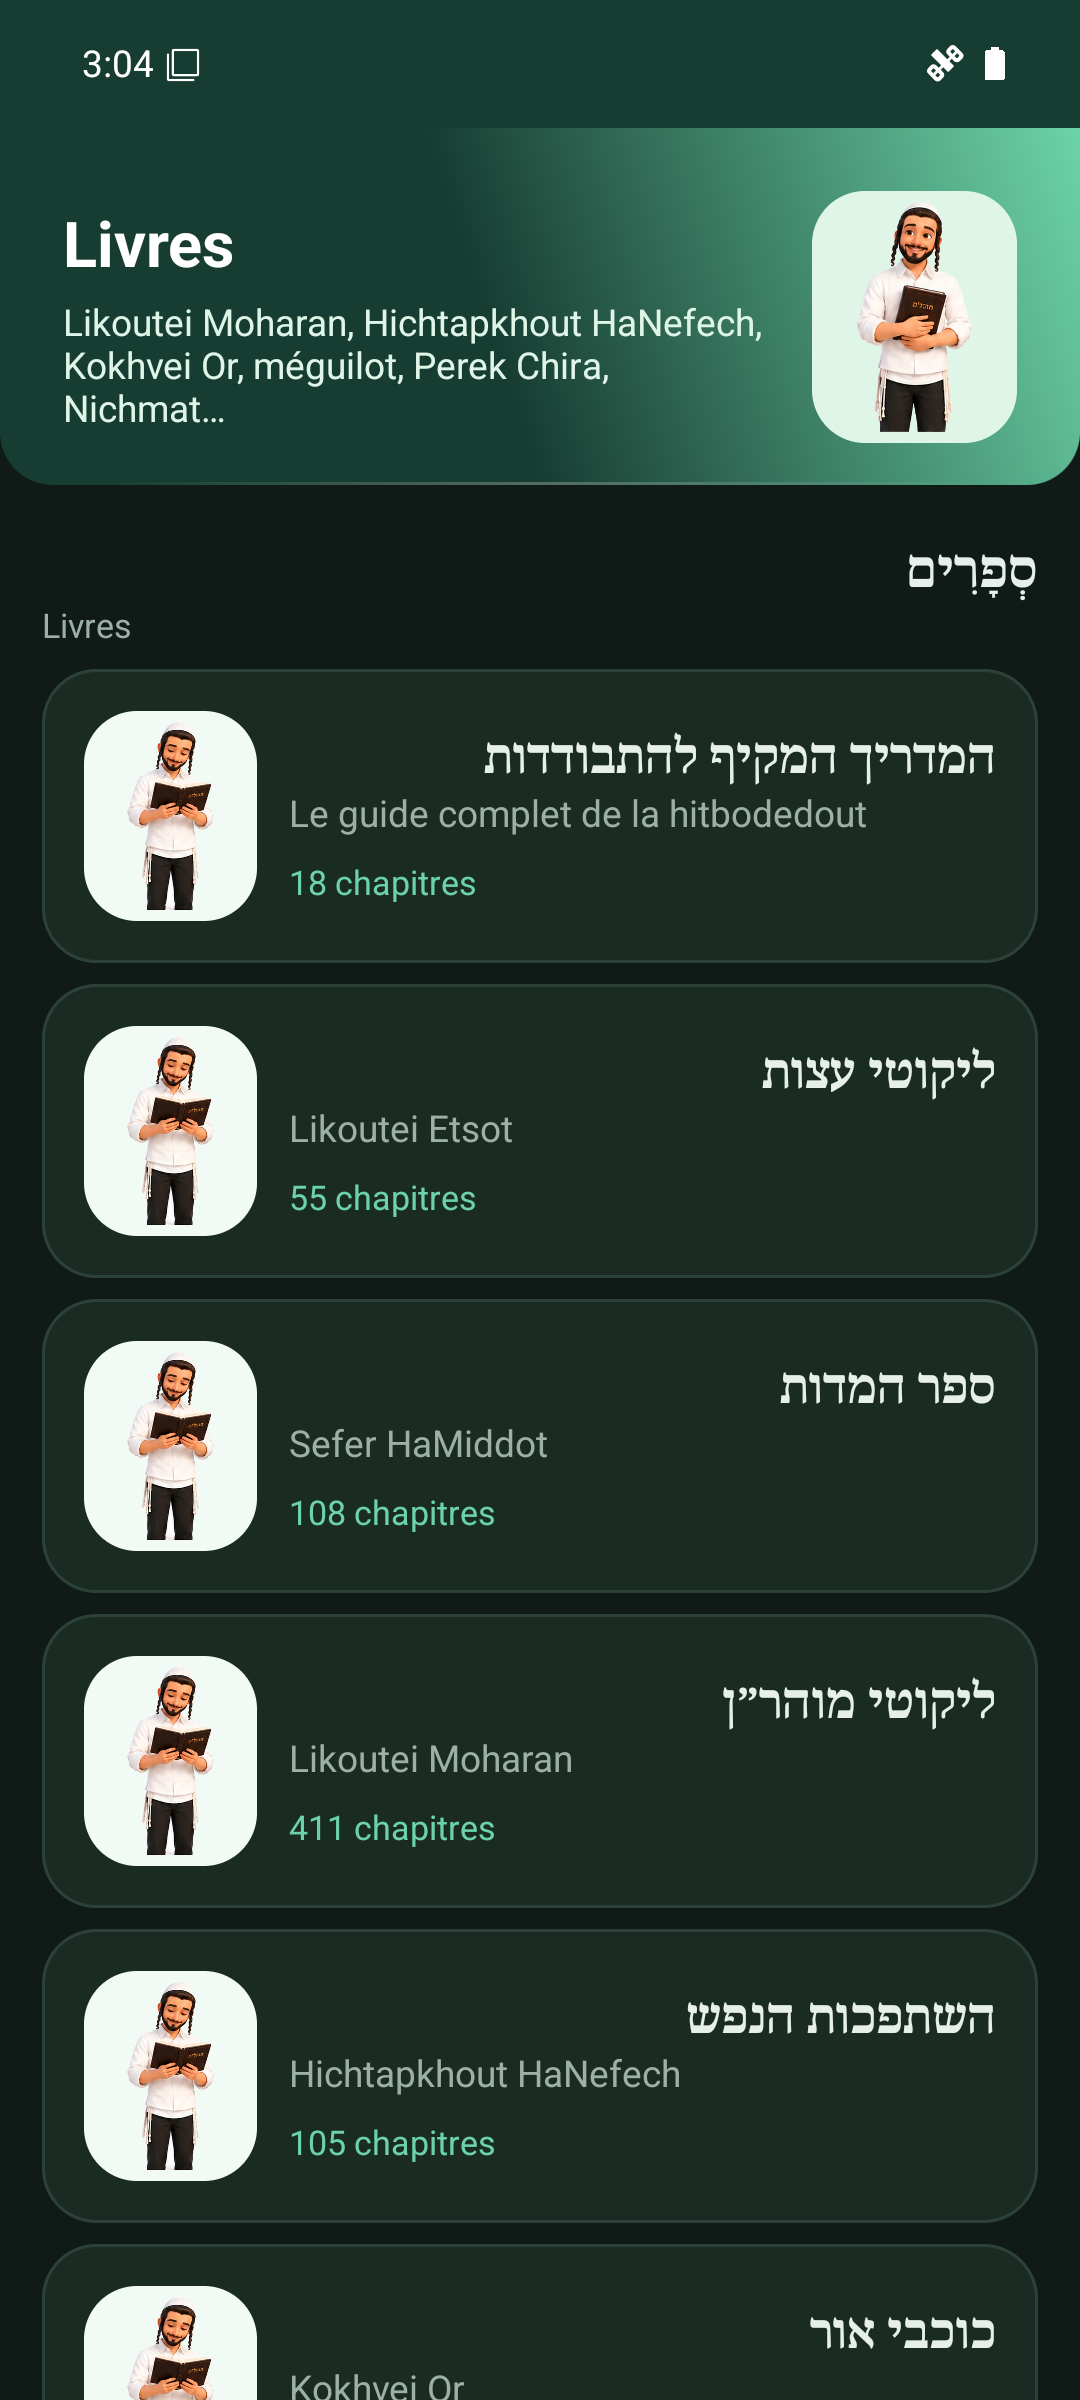 3:04
Livres
Likoutei Moharan, Hichtapkhout HaNefech,
Kokhvei Or, méguilot, Perek Chira,
Nichmat…
סְפָרִים
Livres
המדריך המקיף להתבודדות
Le guide complet de la hitbodedout
18 chapitres
ליקוטי עצות
Likoutei Etsot
55 chapitres
ספר המדות
Sefer HaMiddot
108 chapitres
ליקוטי מוהר״ן
Likoutei Moharan
411 chapitres
השתפכות הנפש
Hichtapkhout HaNefech
105 chapitres
כוכבי אור
Kokhvei Or